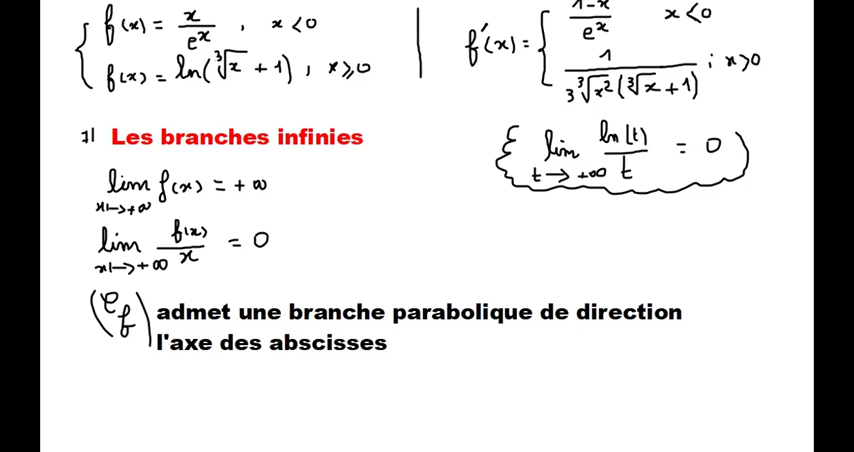 f(x) = x/e^x , x < 0
f(x) = ln(∛x + 1) , x ⩾ 0
f'(x) = { 1-x/e^x x < 0
1/3∛x²(∛x + 1) ; x > 0
7| Les branches infinies
lim x↦+∞ f(x) = +∞
lim t→+∞ ln(t)/t = 0
lim x↦+∞ f(x)/x = 0
(Cf) admet une branche parabolique de direction
l'axe des abscisses